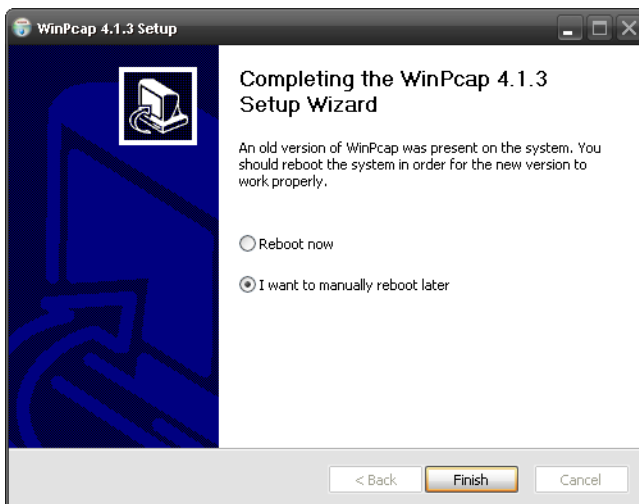 WinPcap 4.1.3 Setup
Completing the WinPcap 4.1.3
Setup Wizard
An old version of WinPcap was present on the system. You
should reboot the system in order for the new version to
work properly.
Reboot now
I want to manually reboot later
< Back
Finish
Cancel